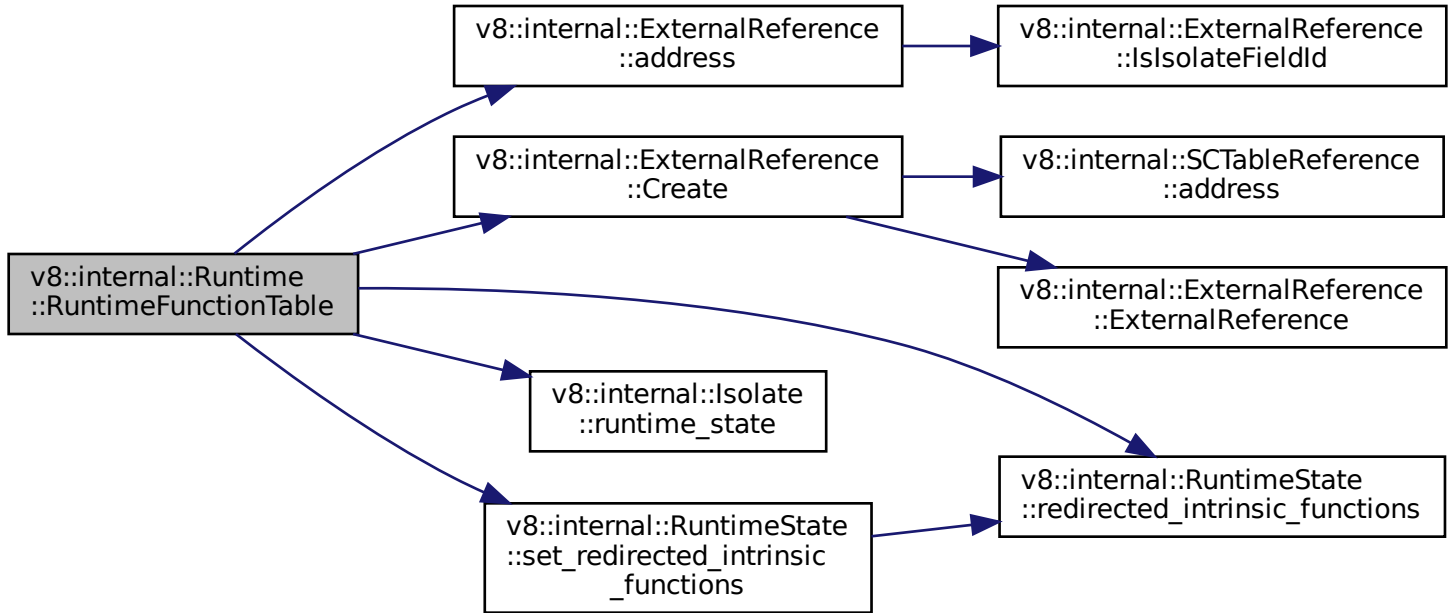 v8::internal::ExternalReference
::address
v8::internal::ExternalReference
::IsIsolateFieldId
v8::internal::ExternalReference
::Create
v8::internal::SCTableReference
::address
v8::internal::Runtime
::RuntimeFunctionTable
v8::internal::ExternalReference
::ExternalReference
v8::internal::Isolate
::runtime_state
v8::internal::RuntimeState
::redirected_intrinsic_functions
v8::internal::RuntimeState
::set_redirected_intrinsic
_functions